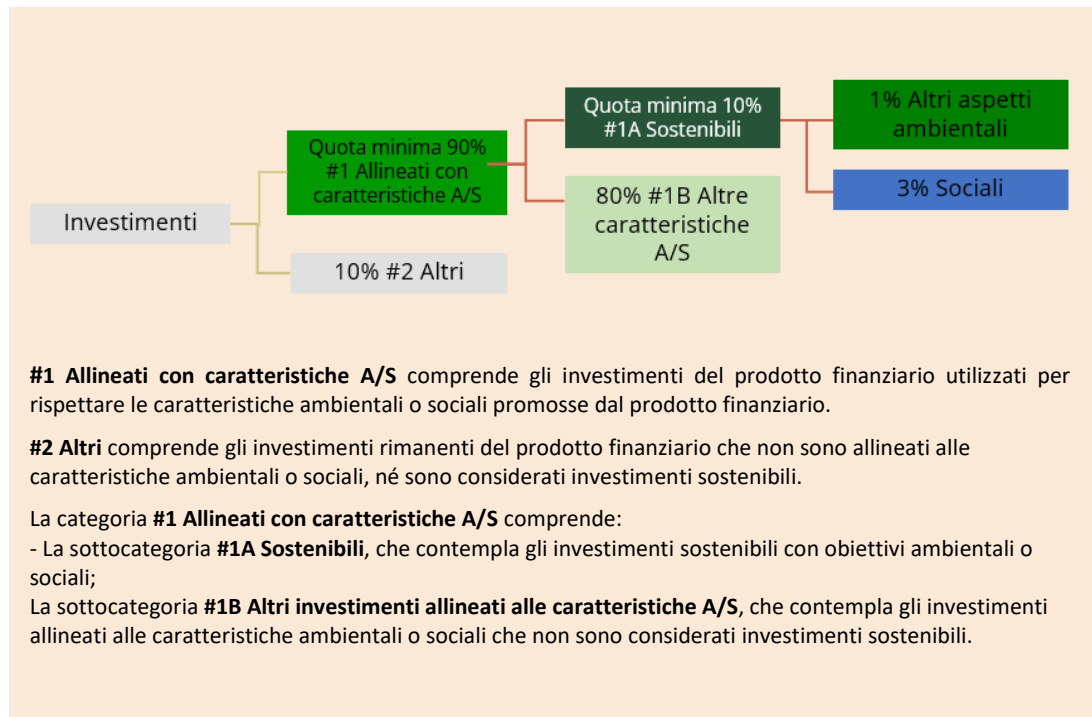 Investimenti
Quota minima 90%
#1 Allineati con
caratteristiche A/S
10% #2 Altri
Quota minima 10%
#1A Sostenibili
80% #1B Altre
caratteristiche
A/S
1% Altri aspetti
ambientali
3% Sociali
#1 Allineati con caratteristiche A/S comprende gli investimenti del prodotto finanziario utilizzati per
rispettare le caratteristiche ambientali o sociali promosse dal prodotto finanziario.
#2 Altri comprende gli investimenti rimanenti del prodotto finanziario che non sono allineati alle
caratteristiche ambientali o sociali, né sono considerati investimenti sostenibili.
La categoria #1 Allineati con caratteristiche A/S comprende:
- La sottocategoria #1A Sostenibili, che contempla gli investimenti sostenibili con obiettivi ambientali o
sociali;
La sottocategoria #1B Altri investimenti allineati alle caratteristiche A/S, che contempla gli investimenti
allineati alle caratteristiche ambientali o sociali che non sono considerati investimenti sostenibili.